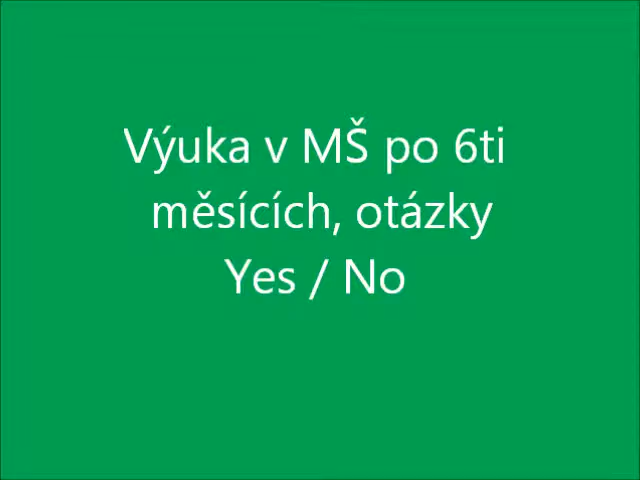 Výuka v MŠ po 6ti
měsících, otázky
Yes / No